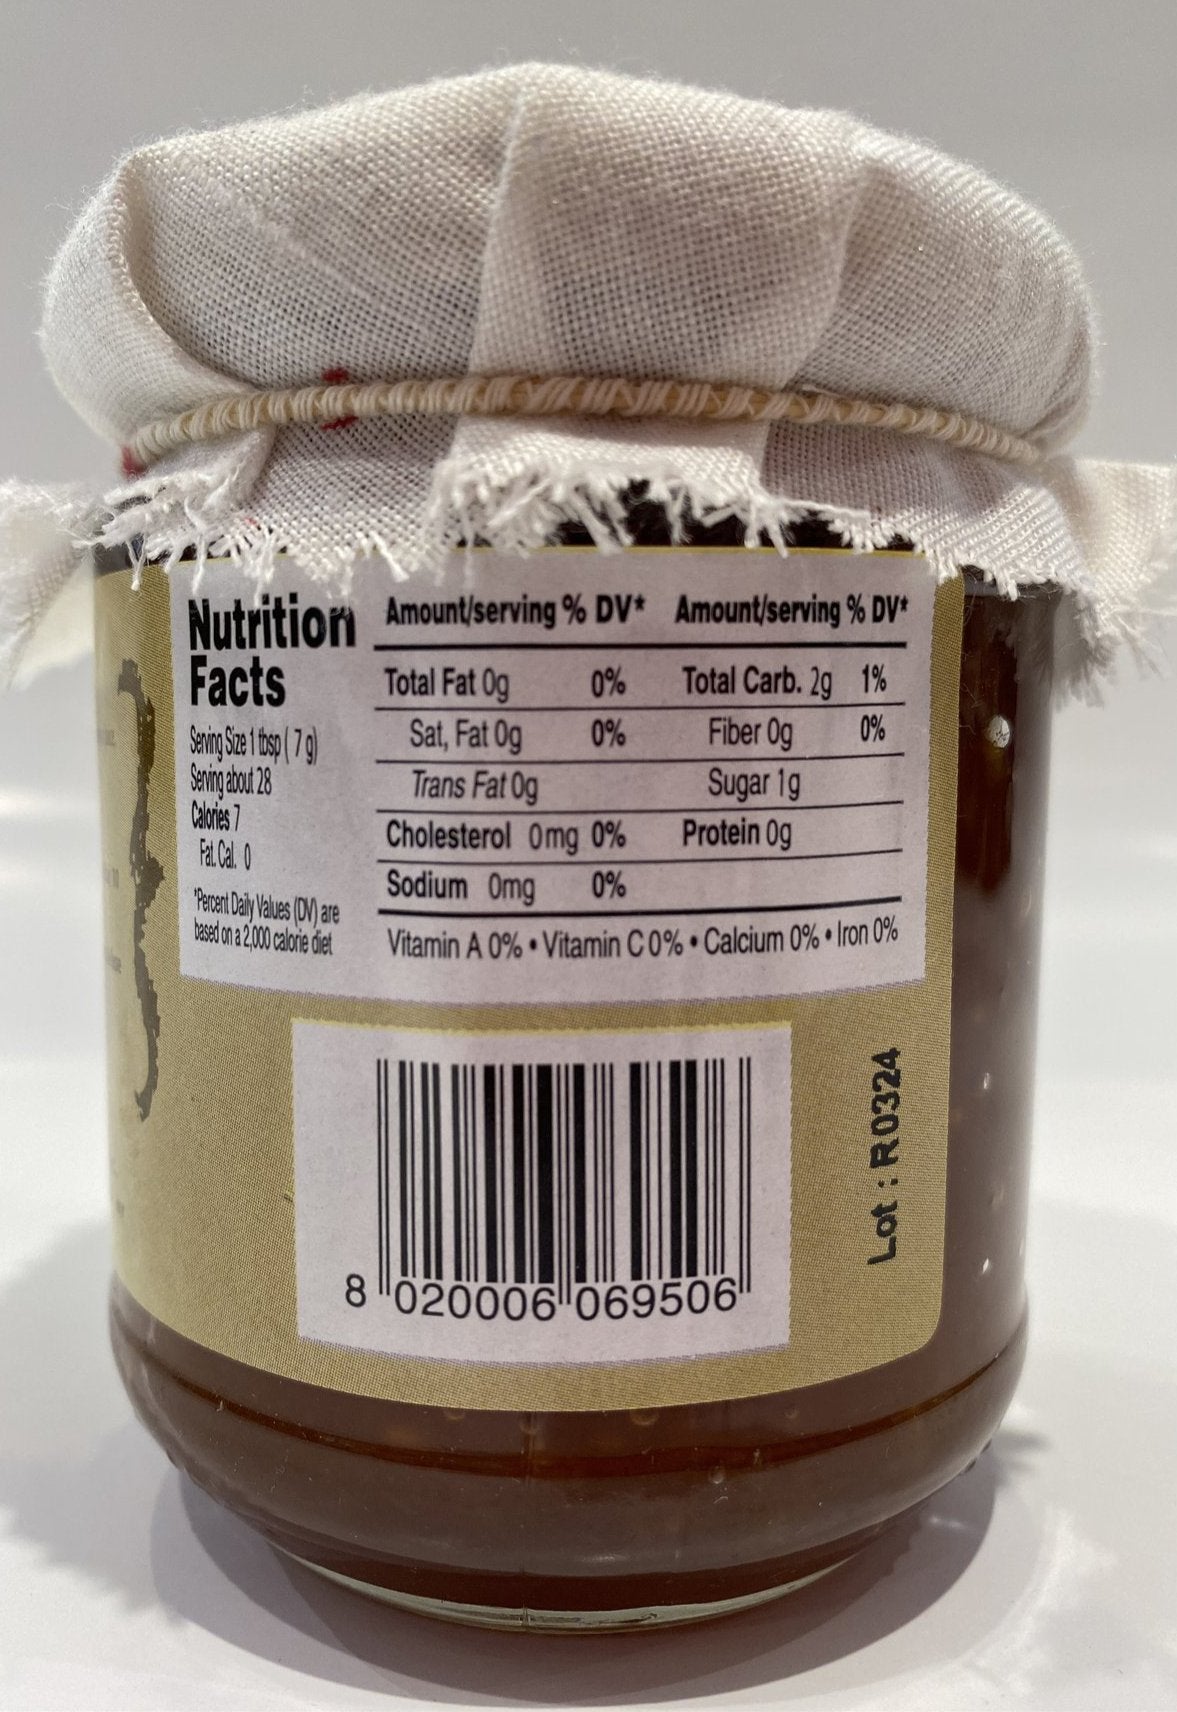 Nutrition
Facts
Serving Size 1 tbsp ( 7 g)
Serving about 28
Calories 7
Fat. Cal. 0
*Percent Daily Values (DV) are
based on a 2,000 calorie diet
Amount/serving % DV* Amount/serving % DV*
Total Fat 0g 0% Total Carb. 2g 1%
Sat, Fat 0g 0% Fiber 0g 0%
Trans Fat 0g Sugar 1g
Cholesterol 0mg 0% Protein 0g
Sodium 0mg 0%
Vitamin A 0% • Vitamin C 0% • Calcium 0% • Iron 0%
8 020006 069506
Lot : R0324